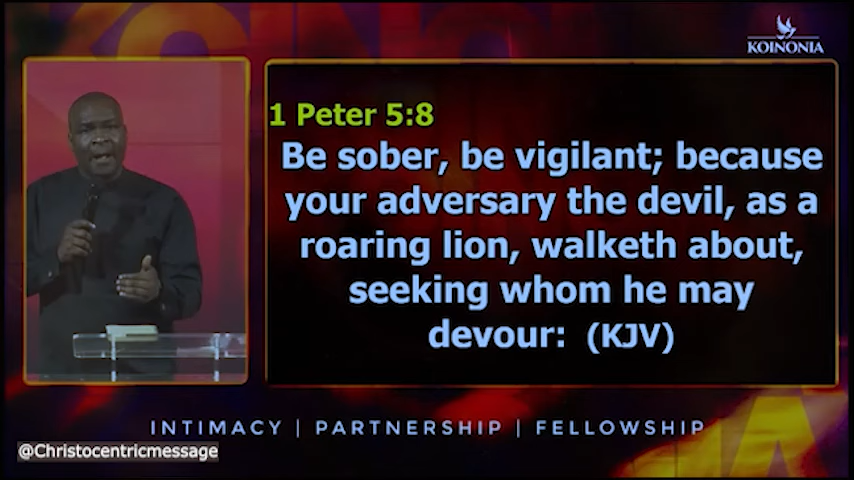 KOINONIA
1 Peter 5:8
Be sober, be vigilant; because
your adversary the devil, as a
roaring lion, walketh about,
seeking whom he may
devour: (KJV)
INTIMACY | PARTNERSHIP | FELLOWSHIP
@Christocentricmessage